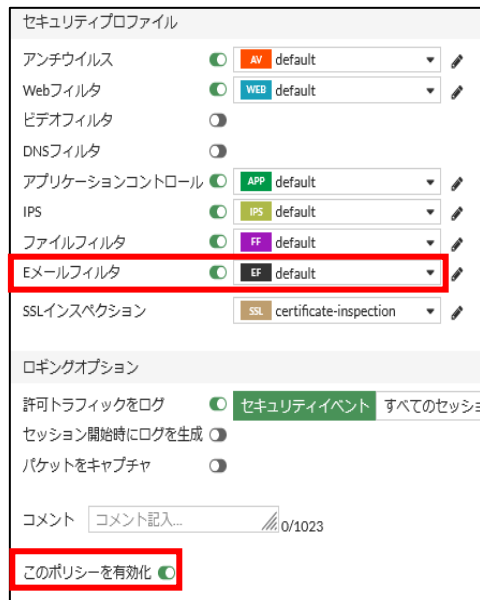 セキュリティプロファイル
アンチウイルス AV default
Webフィルタ WEB default
ビデオフィルタ
DNSフィルタ
アプリケーションコントロール APP default
IPS IPS default
ファイルフィルタ FF default
Eメールフィルタ EF default
SSLインスペクション SSL certificate-inspection
ロギングオプション
許可トラフィックをログ セキュリティイベント すべてのセッショ
セッション開始時にログを生成
パケットをキャプチャ
コメント コメント記入... 0/1023
このポリシーを有効化